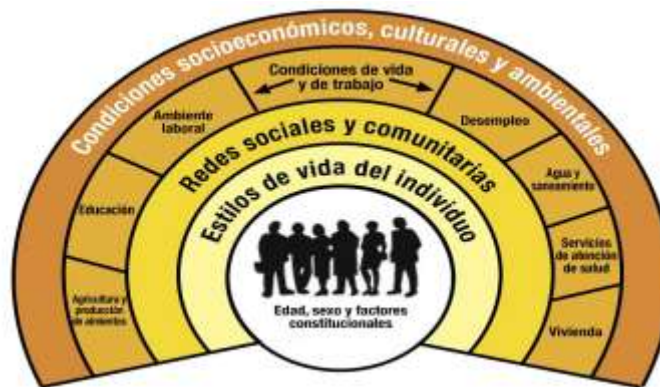 Condiciones socioeconómicos, culturales y ambientales
Condiciones de vida
y de trabajo
Ambiente
laboral
Desempleo
Redes sociales y comunitarias
Educación
Agua y
saneamiento
Estilos de vida del individuo
Servicios
de atención
de salud
Agricultura y
producción
de alimentos
Edad, sexo y factores
constitucionales
Vivienda